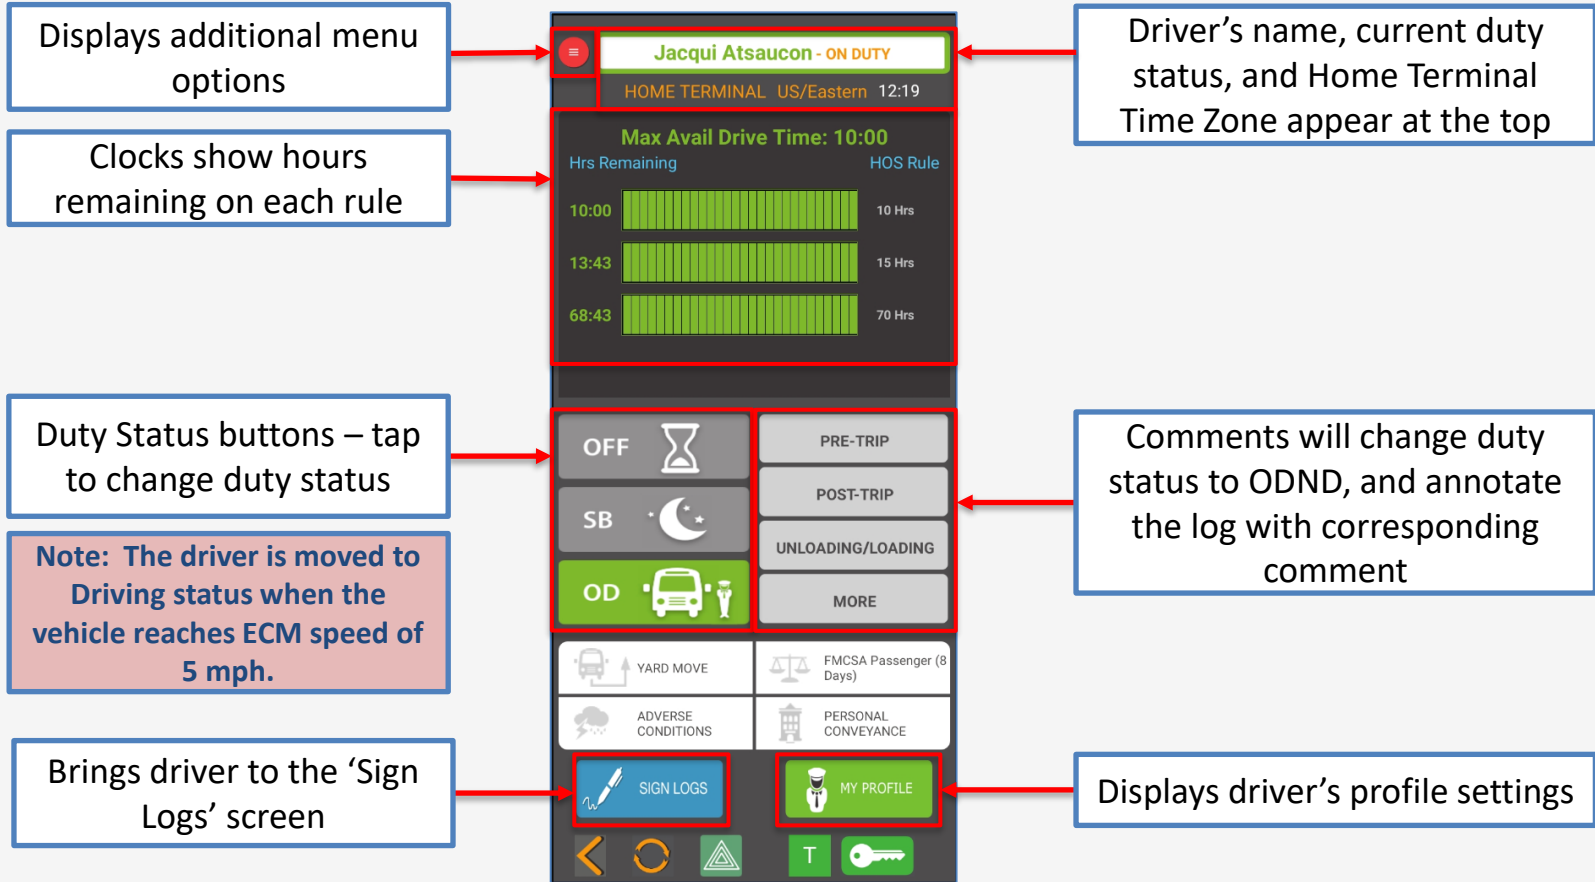 Displays additional menu
options
Clocks show hours
remaining on each rule
Duty Status buttons – tap
to change duty status
Note: The driver is moved to
Driving status when the
vehicle reaches ECM speed of
5 mph.
Brings driver to the ‘Sign
Logs’ screen
Jacqui Atsaucon - ON DUTY
HOME TERMINAL US/Eastern 12:19
Max Avail Drive Time: 10:00
Hrs Remaining HOS Rule
10:00 10 Hrs
13:43 15 Hrs
68:43 70 Hrs
OFF
SB
OD
PRE-TRIP
POST-TRIP
UNLOADING/LOADING
MORE
YARD MOVE
FMCSA Passenger (8
Days)
ADVERSE
CONDITIONS
PERSONAL
CONVEYANCE
SIGN LOGS
MY PROFILE
T
Driver’s name, current duty
status, and Home Terminal
Time Zone appear at the top
Comments will change duty
status to ODND, and annotate
the log with corresponding
comment
Displays driver’s profile settings